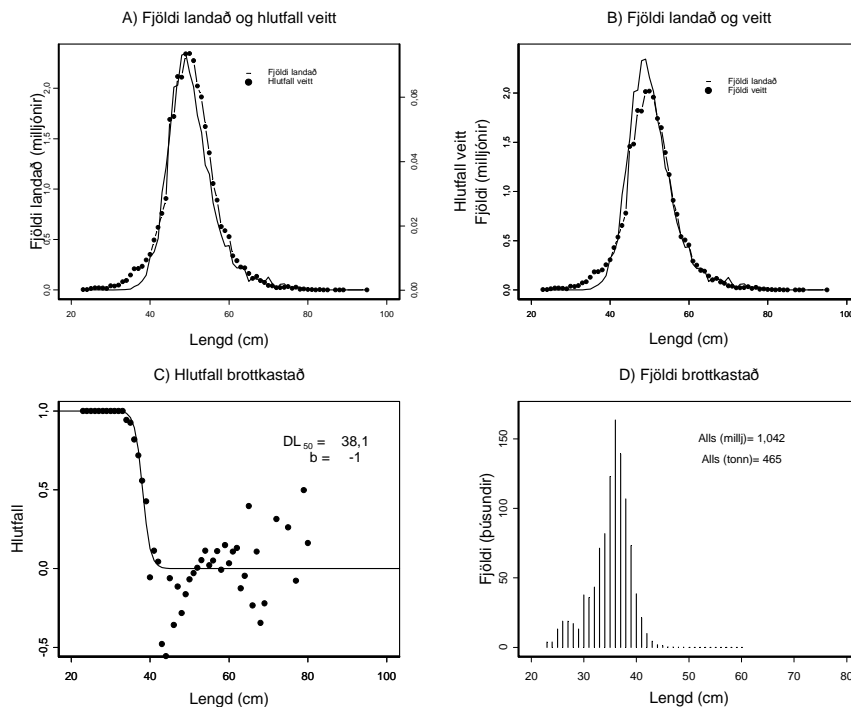 A) Fjöldi landað og hlutfall veitt
Fjöldi landað
Hlutfall veitt
Fjöldi landað (milljónir)
0.0
0.5
1.0
1.5
2.0
0.00
0.02
0.04
0.06
20
40
60
80
100
Lengd (cm)
B) Fjöldi landað og veitt
Fjöldi landað
Fjöldi veitt
Hlutfall veitt
Fjöldi (milljónir)
0.0
0.5
1.0
1.5
2.0
20
40
60
80
100
Lengd (cm)
C) Hlutfall brottkastað
DL50 = 38,1
b = -1
Hlutfall
1.0
0.5
0.0
-0.5
20
40
60
80
100
Lengd (cm)
D) Fjöldi brottkastað
Alls (millj)= 1,042
Alls (tonn)= 465
Fjöldi (þúsundir)
150
100
50
0
20
30
40
50
60
70
80
Lengd (cm)